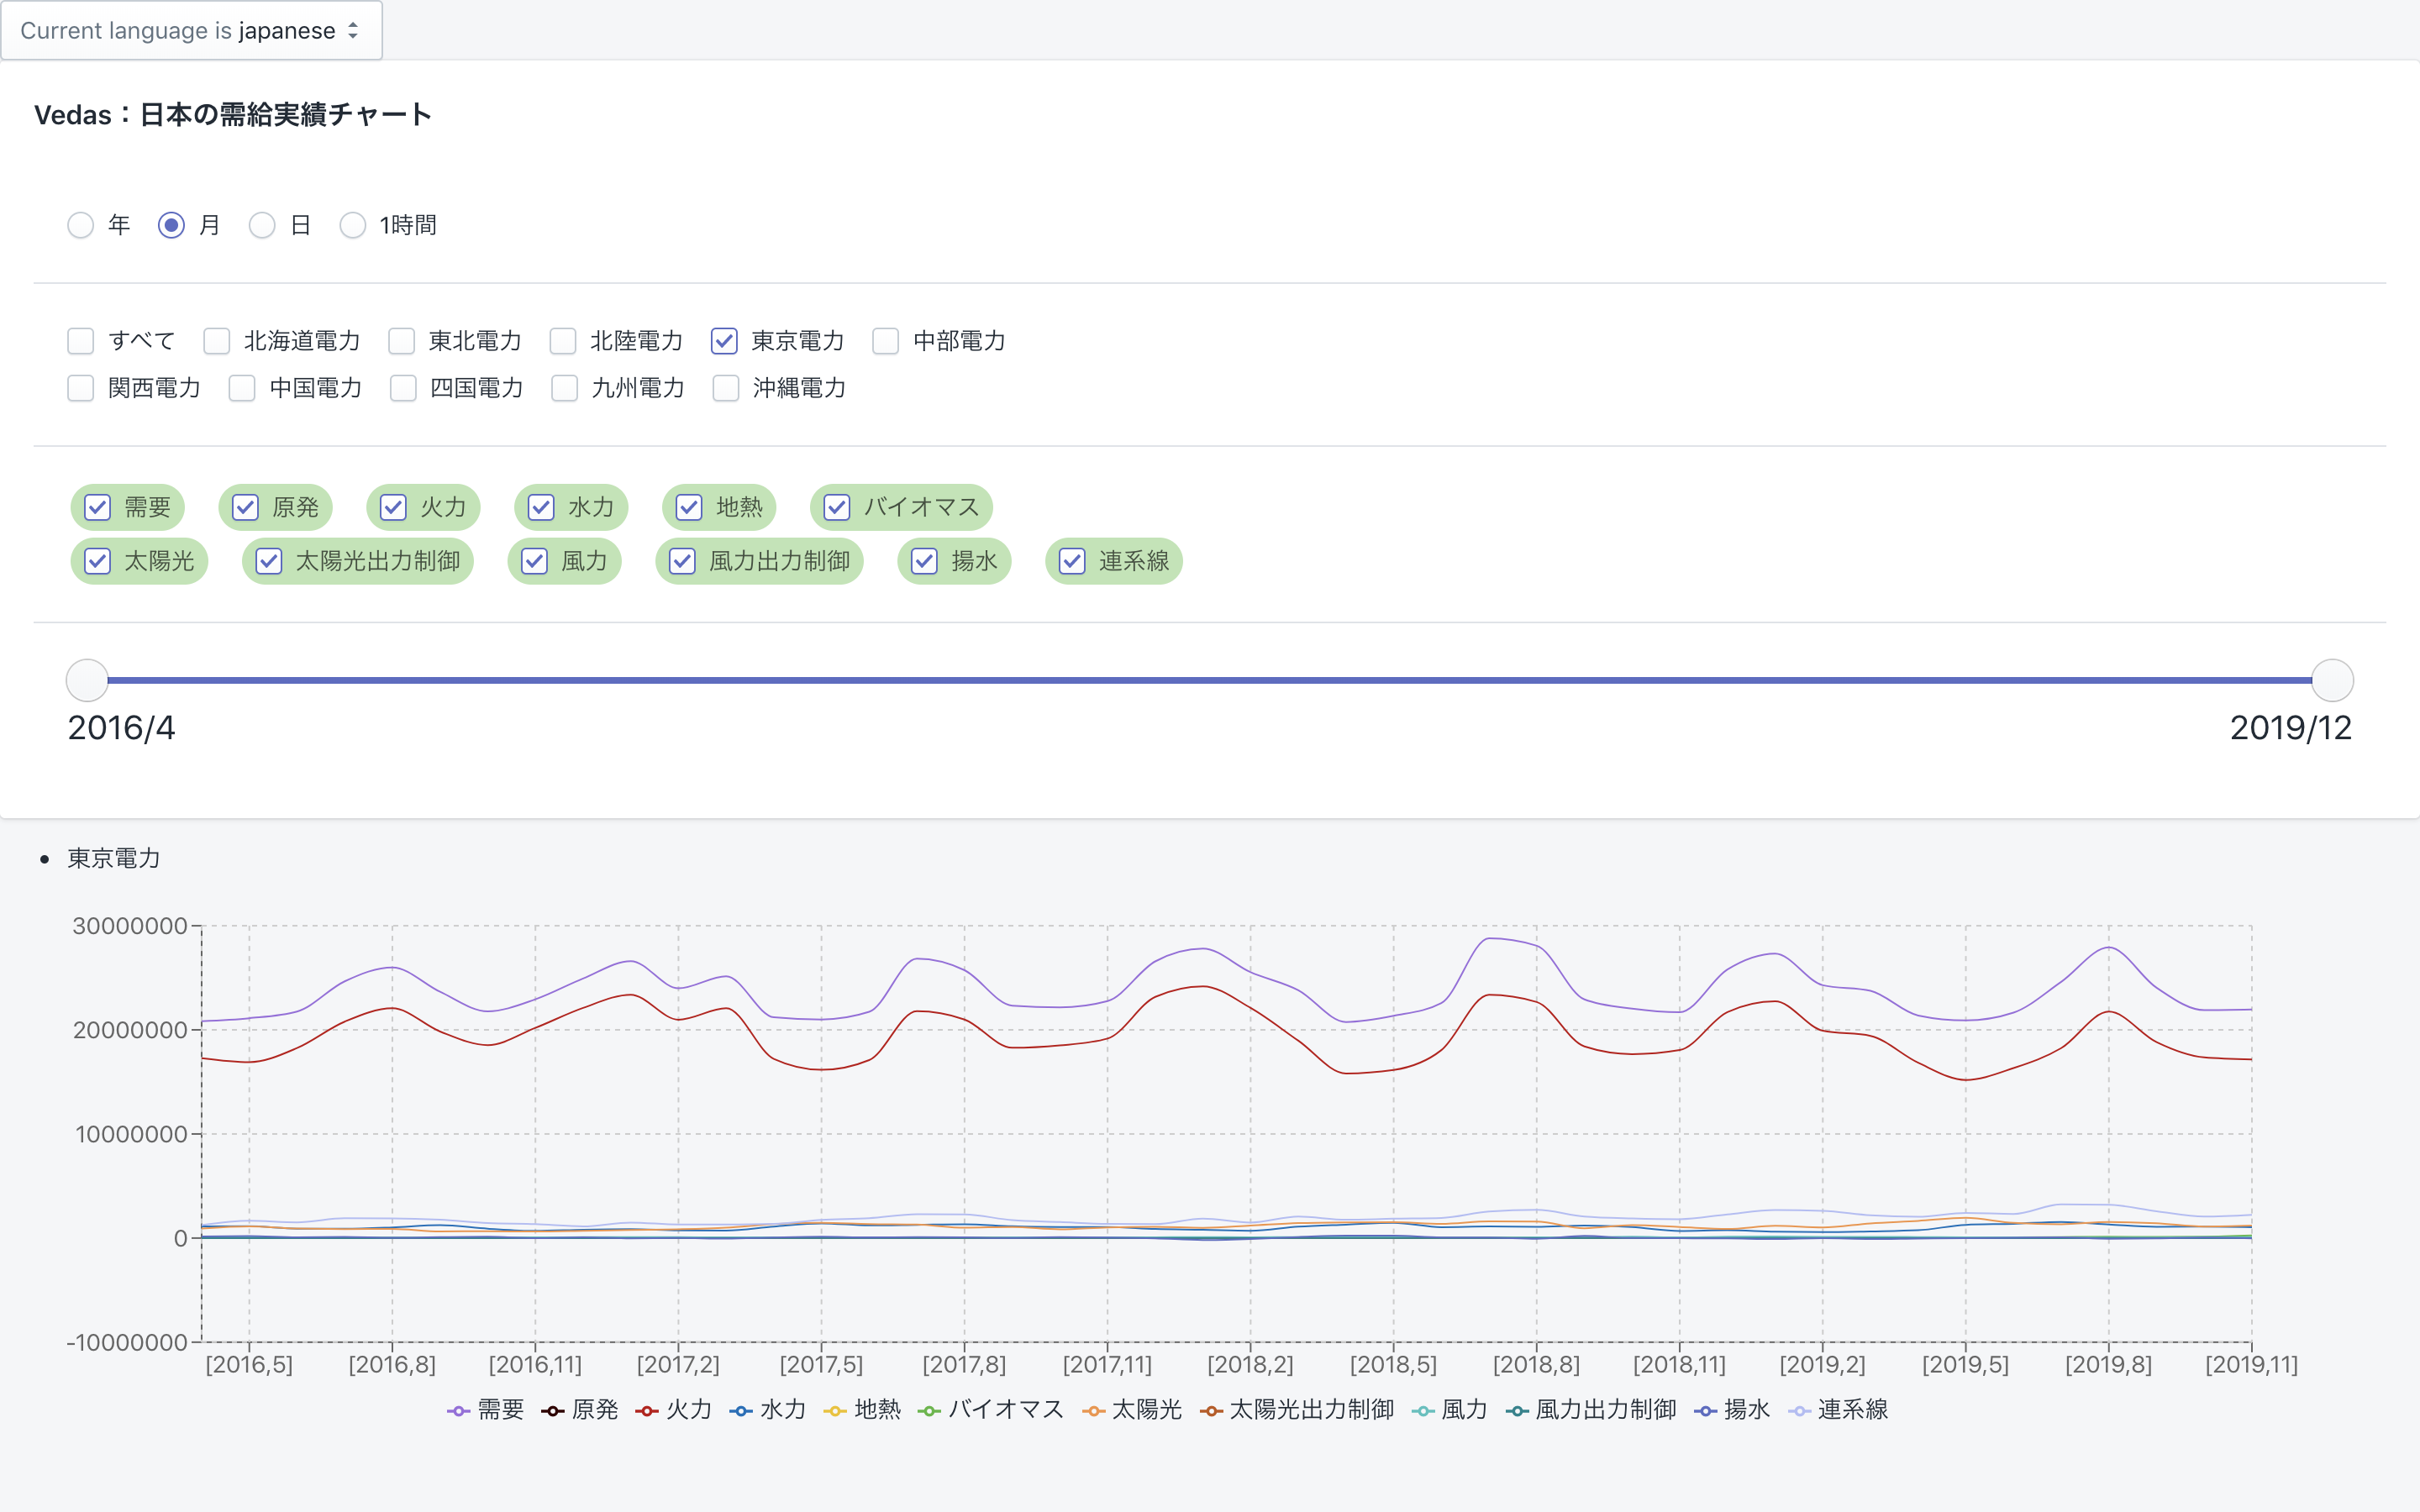 Current language is japanese
Vedas：日本の需給実績チャート
年 月 日 1時間
すべて 北海道電力 東北電力 北陸電力 東京電力 中部電力
関西電力 中国電力 四国電力 九州電力 沖縄電力
需要 原発 火力 水力 地熱 バイオマス
太陽光 太陽光出力制御 風力 風力出力制御 揚水 連系線
2016/4 2019/12
• 東京電力
30000000
20000000
10000000
0
-10000000
[2016,5] [2016,8] [2016,11] [2017,2] [2017,5] [2017,8] [2017,11] [2018,2] [2018,5] [2018,8] [2018,11] [2019,2] [2019,5] [2019,8] [2019,11]
需要 原発 火力 水力 地熱 バイオマス 太陽光 太陽光出力制御 風力 風力出力制御 揚水 連系線